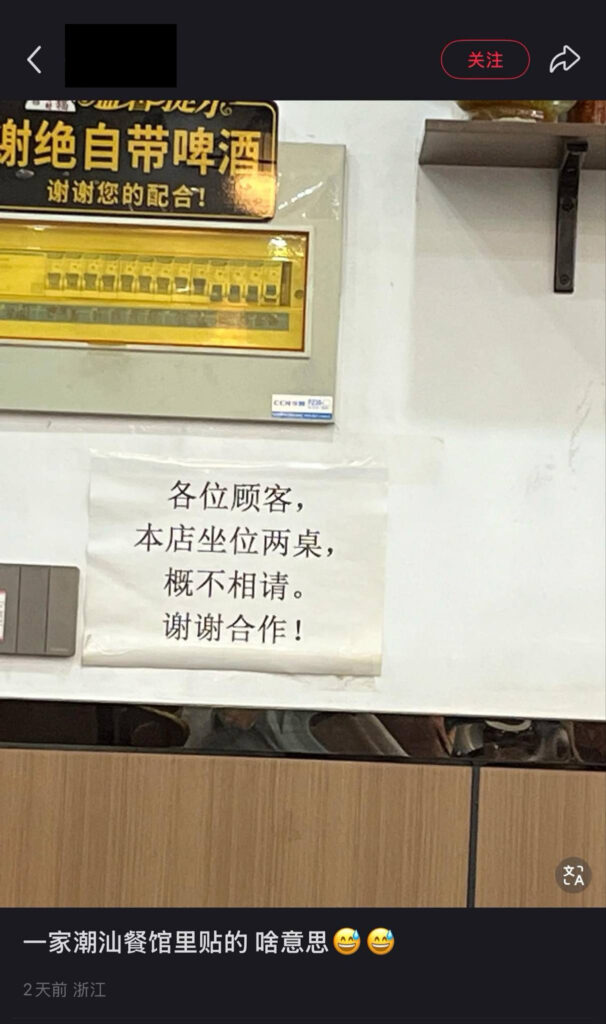 关注
谢绝自带啤酒
谢谢您的配合！
各位顾客，
本店坐位两桌，
概不相请。
谢谢合作！
一家潮汕餐馆里贴的 啥意思😅😅
2天前 浙江